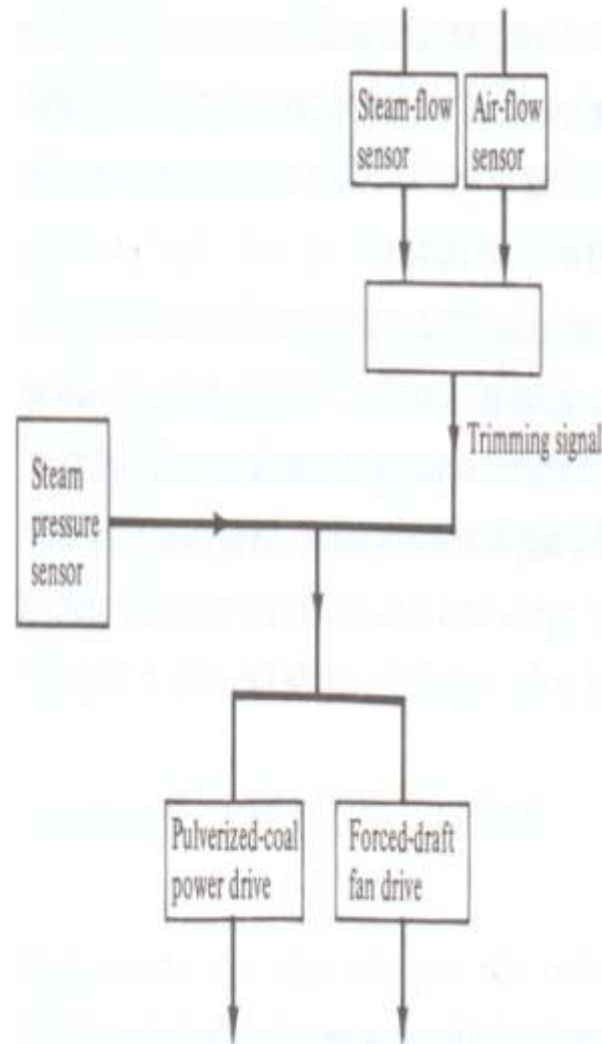 Steam-flow
sensor
Air-flow
sensor
Trimming signal
Steam
pressure
sensor
Pulverized-coal
power drive
Forced-draft
fan drive